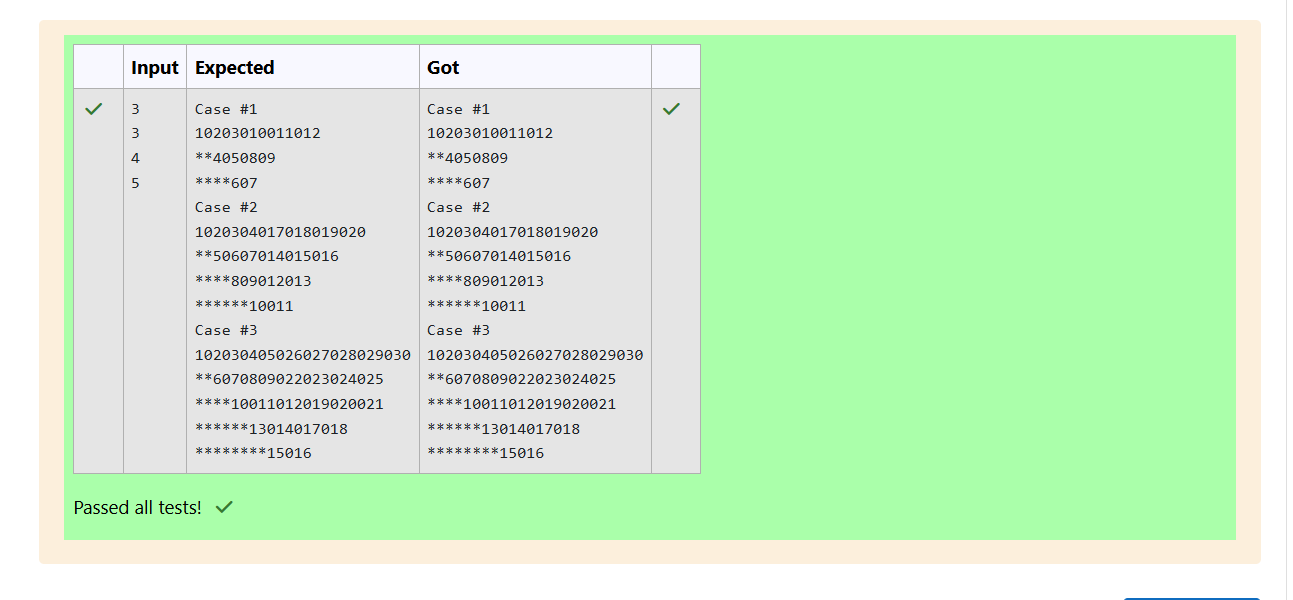 Input Expected Got
3 Case #1 Case #1
3 10203010011012 10203010011012
4 **4050809 **4050809
5 ****607 ****607
Case #2 Case #2
1020304017018019020 1020304017018019020
**50607014015016 **50607014015016
****809012013 ****809012013
******10011 ******10011
Case #3 Case #3
102030405026027028029030 102030405026027028029030
**6070809022023024025 **6070809022023024025
****10011012019020021 ****10011012019020021
******13014017018 ******13014017018
********15016 ********15016
Passed all tests!